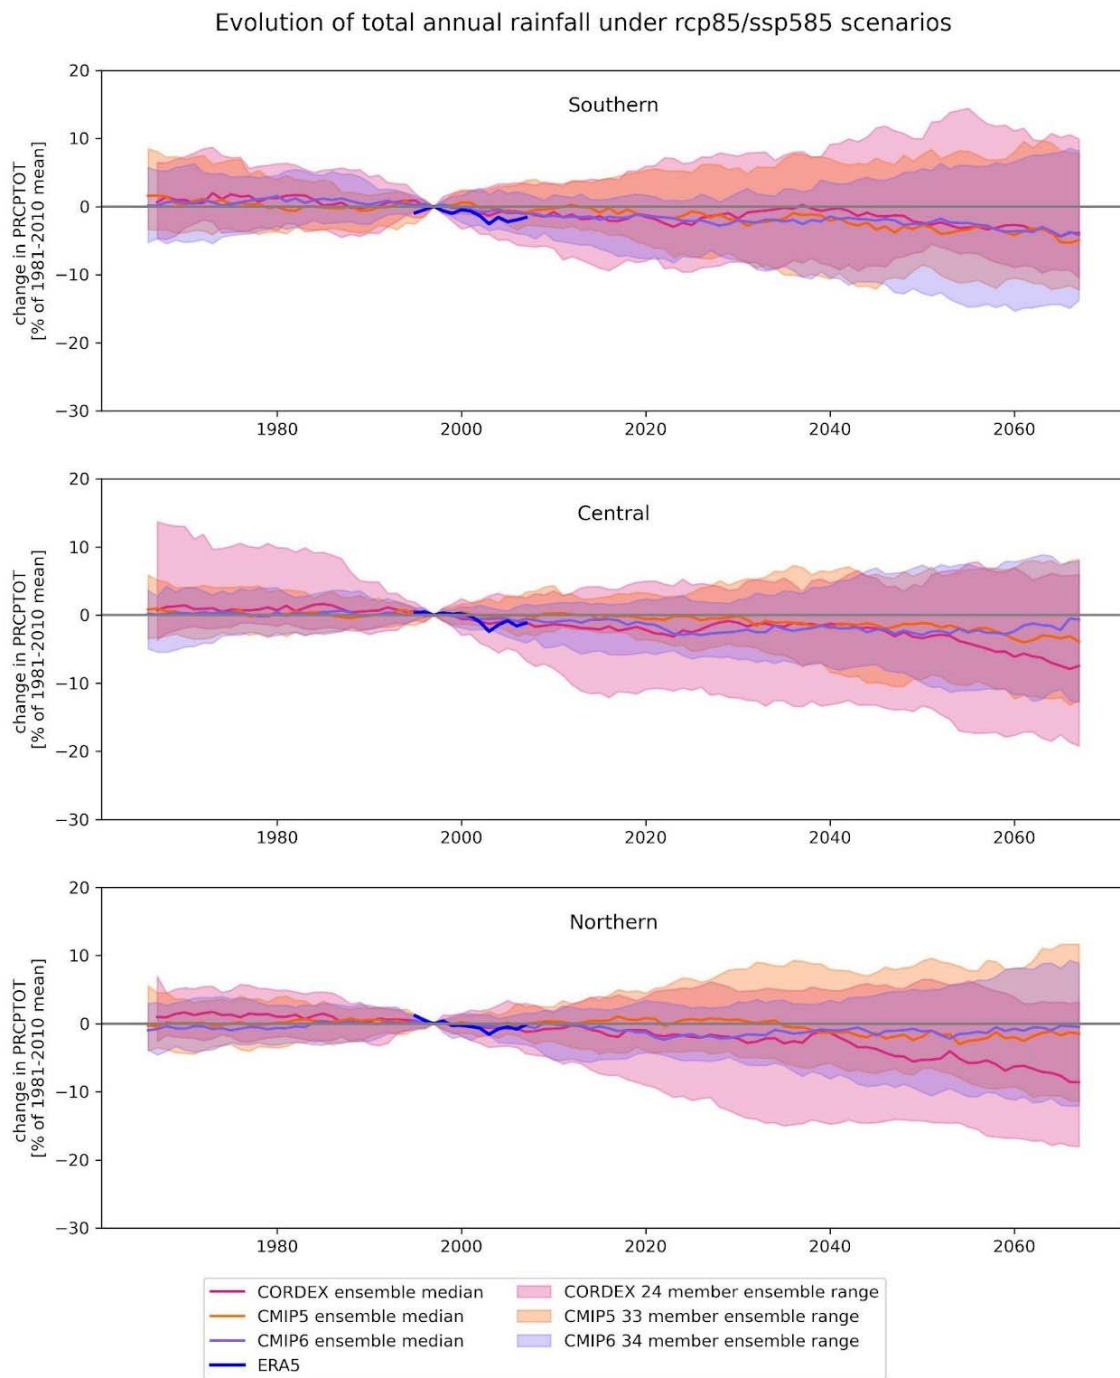 Evolution of total annual rainfall under rcp85/ssp585 scenarios
Southern
change in PRCPTOT
[% of 1981-2010 mean]
20
10
0
−10
−20
−30
1980 2000 2020 2040 2060
Central
change in PRCPTOT
[% of 1981-2010 mean]
20
10
0
−10
−20
−30
1980 2000 2020 2040 2060
Northern
change in PRCPTOT
[% of 1981-2010 mean]
20
10
0
−10
−20
−30
1980 2000 2020 2040 2060
CORDEX ensemble median
CMIP5 ensemble median
CMIP6 ensemble median
ERA5
CORDEX 24 member ensemble range
CMIP5 33 member ensemble range
CMIP6 34 member ensemble range